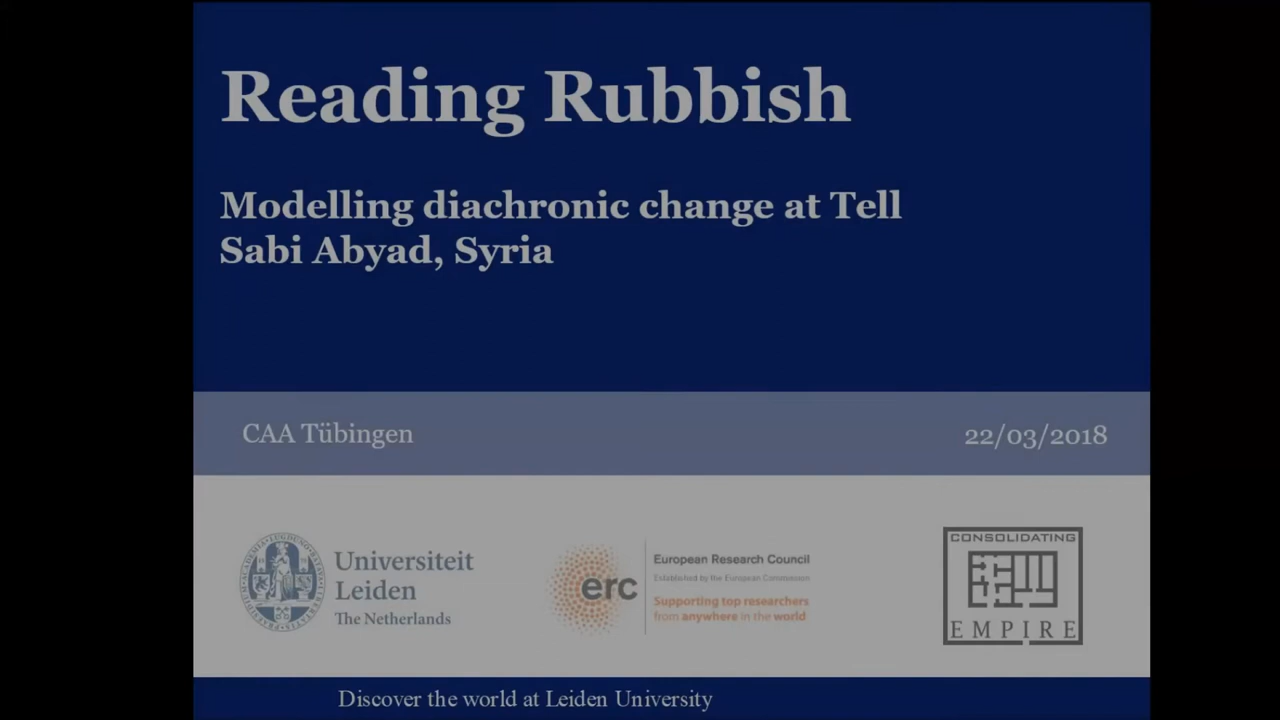 Reading Rubbish
Modelling diachronic change at Tell
Sabi Abyad, Syria
CAA Tübingen
22/03/2018
Universiteit
Leiden
The Netherlands
erc
European Research Council
Established by the European Commission
Supporting top researchers
from anywhere in the world
CONSOLIDATING
EMPIRE
Discover the world at Leiden University